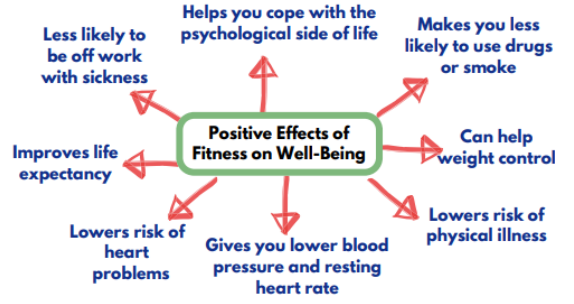 Helps you cope with the
psychological side of life
Makes you less
likely to use drugs
or smoke
Less likely to
be off work
with sickness
Positive Effects of
Fitness on Well-Being
Can help
weight control
Improves life
expectancy
Lowers risk of
physical illness
Lowers risk of
heart
problems
Gives you lower blood
pressure and resting
heart rate